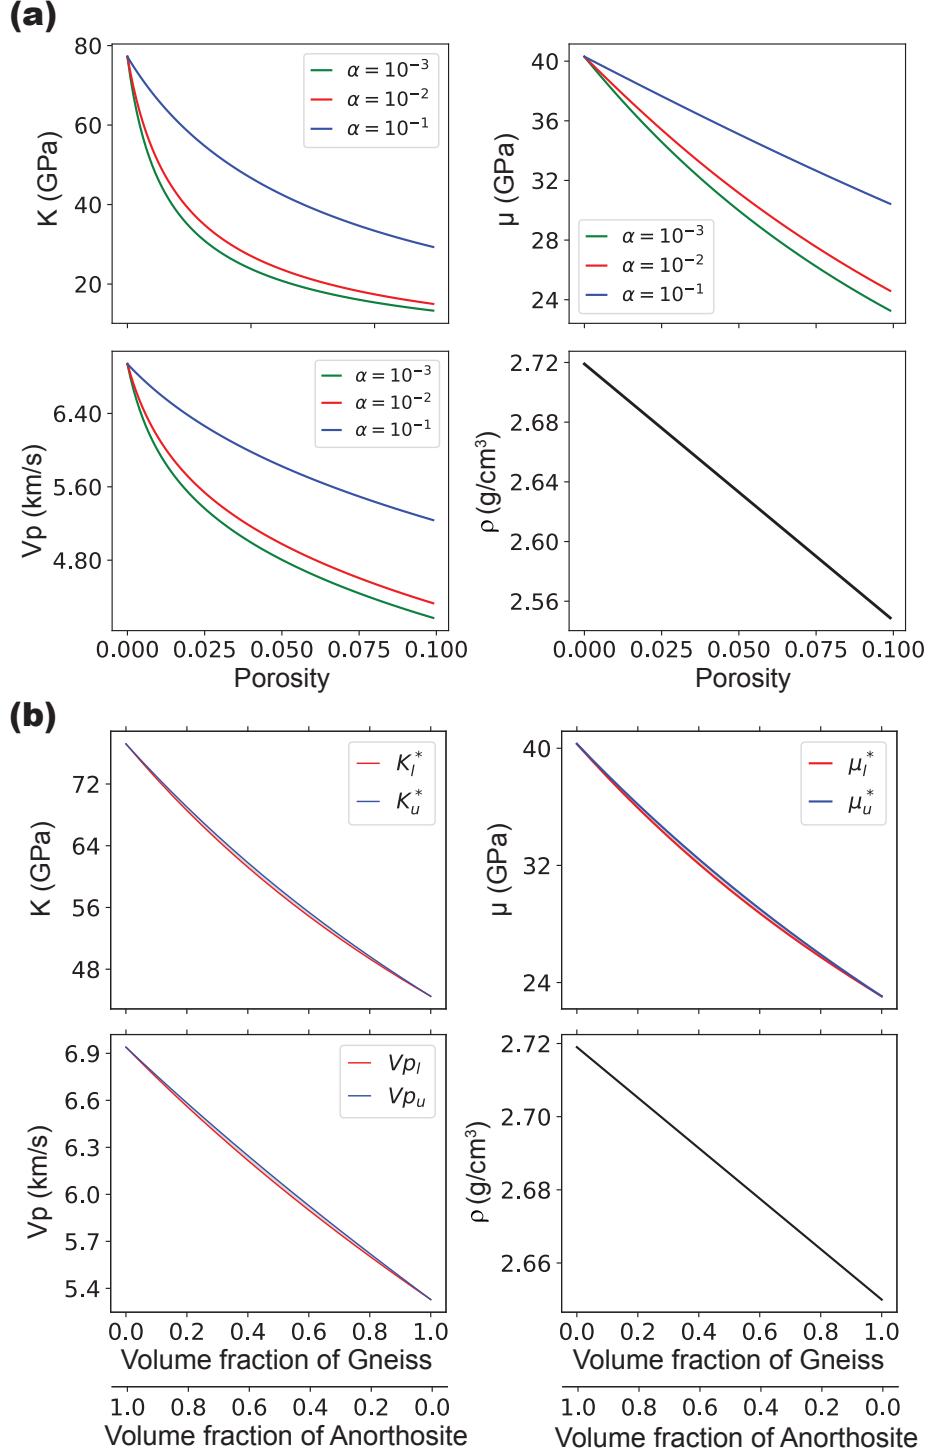 (a)
80
60
40
20
K (GPa)
α = 10⁻³
α = 10⁻²
α = 10⁻¹
40
36
32
28
24
μ (GPa)
α = 10⁻³
α = 10⁻²
α = 10⁻¹
6.40
5.60
4.80
Vp (km/s)
α = 10⁻³
α = 10⁻²
α = 10⁻¹
0.000 0.025 0.050 0.075 0.100
Porosity
2.72
2.68
2.64
2.60
2.56
ρ (g/cm³)
0.000 0.025 0.050 0.075 0.100
Porosity
(b)
72
64
56
48
K (GPa)
K*ₗ
K*ᵤ
40
32
24
μ (GPa)
μ*ₗ
μ*ᵤ
6.9
6.6
6.3
6.0
5.7
5.4
Vp (km/s)
Vpₗ
Vpᵤ
0.0 0.2 0.4 0.6 0.8 1.0
Volume fraction of Gneiss
1.0 0.8 0.6 0.4 0.2 0.0
Volume fraction of Anorthosite
2.72
2.70
2.68
2.66
ρ (g/cm³)
0.0 0.2 0.4 0.6 0.8 1.0
Volume fraction of Gneiss
1.0 0.8 0.6 0.4 0.2 0.0
Volume fraction of Anorthosite